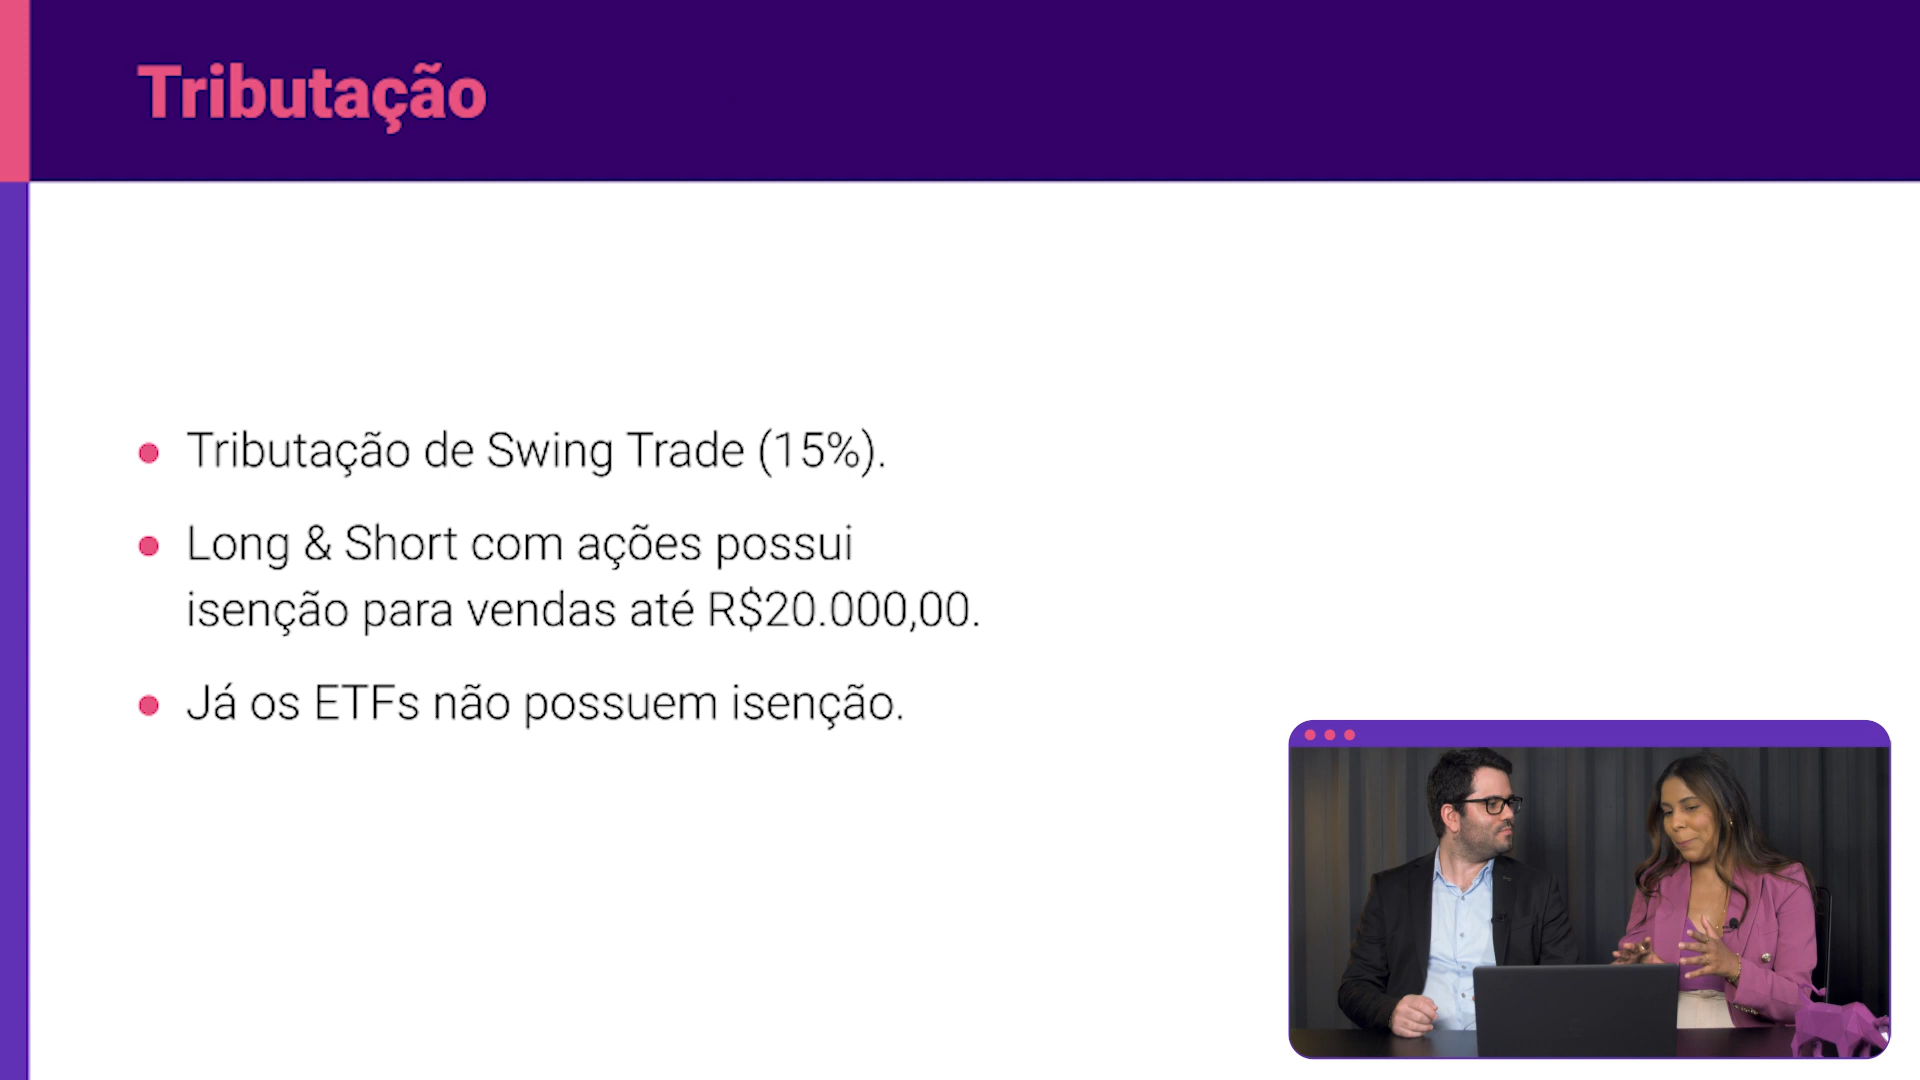 Tributação
Tributação de Swing Trade (15%).
Long & Short com ações possui
isenção para vendas até R$20.000,00.
Já os ETFs não possuem isenção.